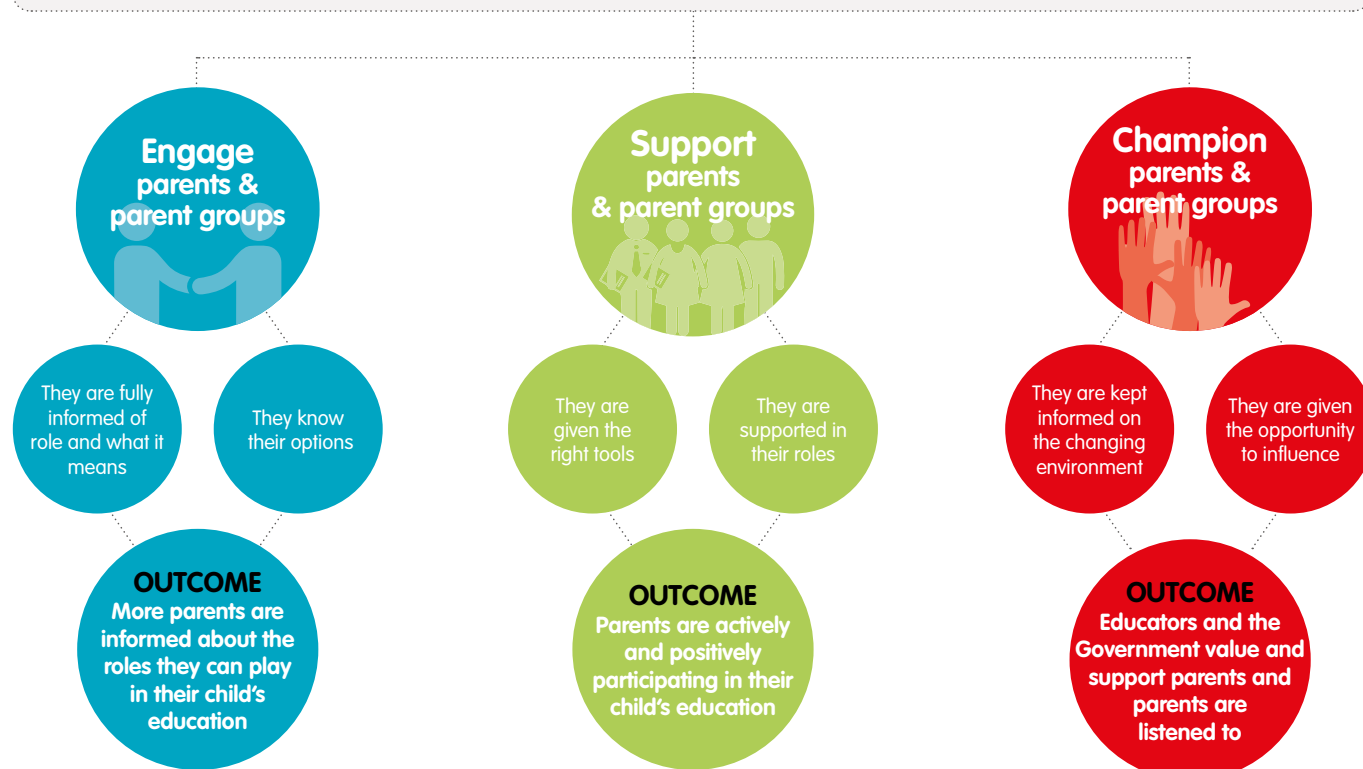 Engage
parents &
parent groups
They are fully
informed of
role and what it
means
They know
their options
OUTCOME
More parents are
informed about the
roles they can play
in their child's
education
Support
parents
& parent groups
They are
given the
right tools
They are
supported in
their roles
OUTCOME
Parents are actively
and positively
participating in their
child's education
Champion
parents &
parent groups
They are kept
informed on
the changing
environment
They are given
the opportunity
to influence
OUTCOME
Educators and the
Government value and
support parents and
parents are
listened to